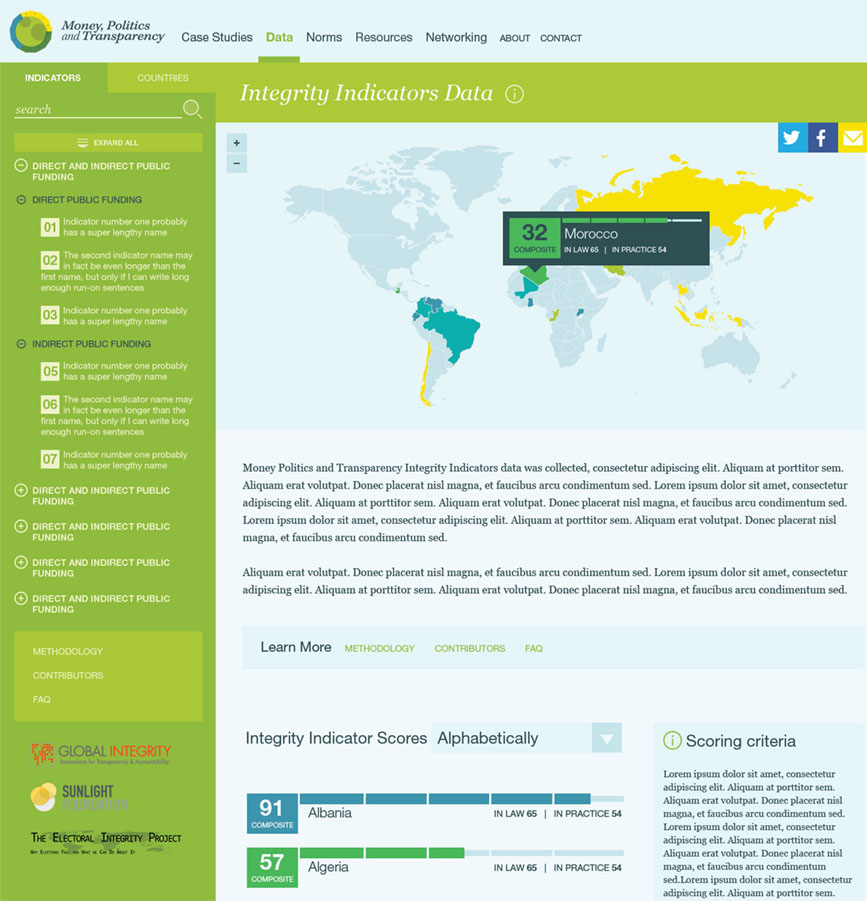 Money, Politics
and Transparency
Case Studies
Data
Norms
Resources
Networking
ABOUT
CONTACT
INDICATORS
COUNTRIES
search
EXPAND ALL
DIRECT AND INDIRECT PUBLIC
FUNDING
DIRECT PUBLIC FUNDING
01 Indicator number one probably
has a super lengthy name
02 The second indicator name may
in fact be even longer than the
first name, but only if I can write long
enough run-on sentences
03 Indicator number one probably
has a super lengthy name
INDIRECT PUBLIC FUNDING
05 Indicator number one probably
has a super lengthy name
06 The second indicator name may
in fact be even longer than the
first name, but only if I can write long
enough run-on sentences
07 Indicator number one probably
has a super lengthy name
DIRECT AND INDIRECT PUBLIC
FUNDING
DIRECT AND INDIRECT PUBLIC
FUNDING
DIRECT AND INDIRECT PUBLIC
FUNDING
DIRECT AND INDIRECT PUBLIC
FUNDING
METHODOLOGY
CONTRIBUTORS
FAQ
GLOBAL INTEGRITY
Innovations for Transparency & Accountability
SUNLIGHT
FOUNDATION
THE ELECTORAL INTEGRITY PROJECT
WHY ELECTIONS FAIL AND WHAT WE CAN DO ABOUT IT
Integrity Indicators Data
+
−
32
COMPOSITE
Morocco
IN LAW 65 | IN PRACTICE 54
Money Politics and Transparency Integrity Indicators data was collected, consectetur adipiscing elit. Aliquam at porttitor sem.
Aliquam erat volutpat. Donec placerat nisl magna, et faucibus arcu condimentum sed. Lorem ipsum dolor sit amet, consectetur
adipiscing elit. Aliquam at porttitor sem. Aliquam erat volutpat. Donec placerat nisl magna, et faucibus arcu condimentum sed.
Lorem ipsum dolor sit amet, consectetur adipiscing elit. Aliquam at porttitor sem. Aliquam erat volutpat. Donec placerat nisl
magna, et faucibus arcu condimentum sed.
Aliquam erat volutpat. Donec placerat nisl magna, et faucibus arcu condimentum sed. Lorem ipsum dolor sit amet, consectetur
adipiscing elit. Aliquam at porttitor sem. Aliquam erat volutpat. Donec placerat nisl magna, et faucibus arcu condimentum sed.
Learn More
METHODOLOGY
CONTRIBUTORS
FAQ
Integrity Indicator Scores
Alphabetically
91
COMPOSITE
Albania
IN LAW 65 | IN PRACTICE 54
57
COMPOSITE
Algeria
IN LAW 65 | IN PRACTICE 54
Scoring criteria
Lorem ipsum dolor sit amet, consectetur
adipiscing elit. Aliquam at porttitor sem.
Aliquam erat volutpat. Donec placerat nisl
magna, et faucibus arcu condimentum sed.
Lorem ipsum dolor sit amet, consectetur
adipiscing elit. Aliquam at porttitor sem.
Aliquam erat volutpat. Donec placerat nisl
magna, et faucibus arcu condimentum
sed.Lorem ipsum dolor sit amet, consectetur
adipiscing elit. Aliquam at porttitor sem.